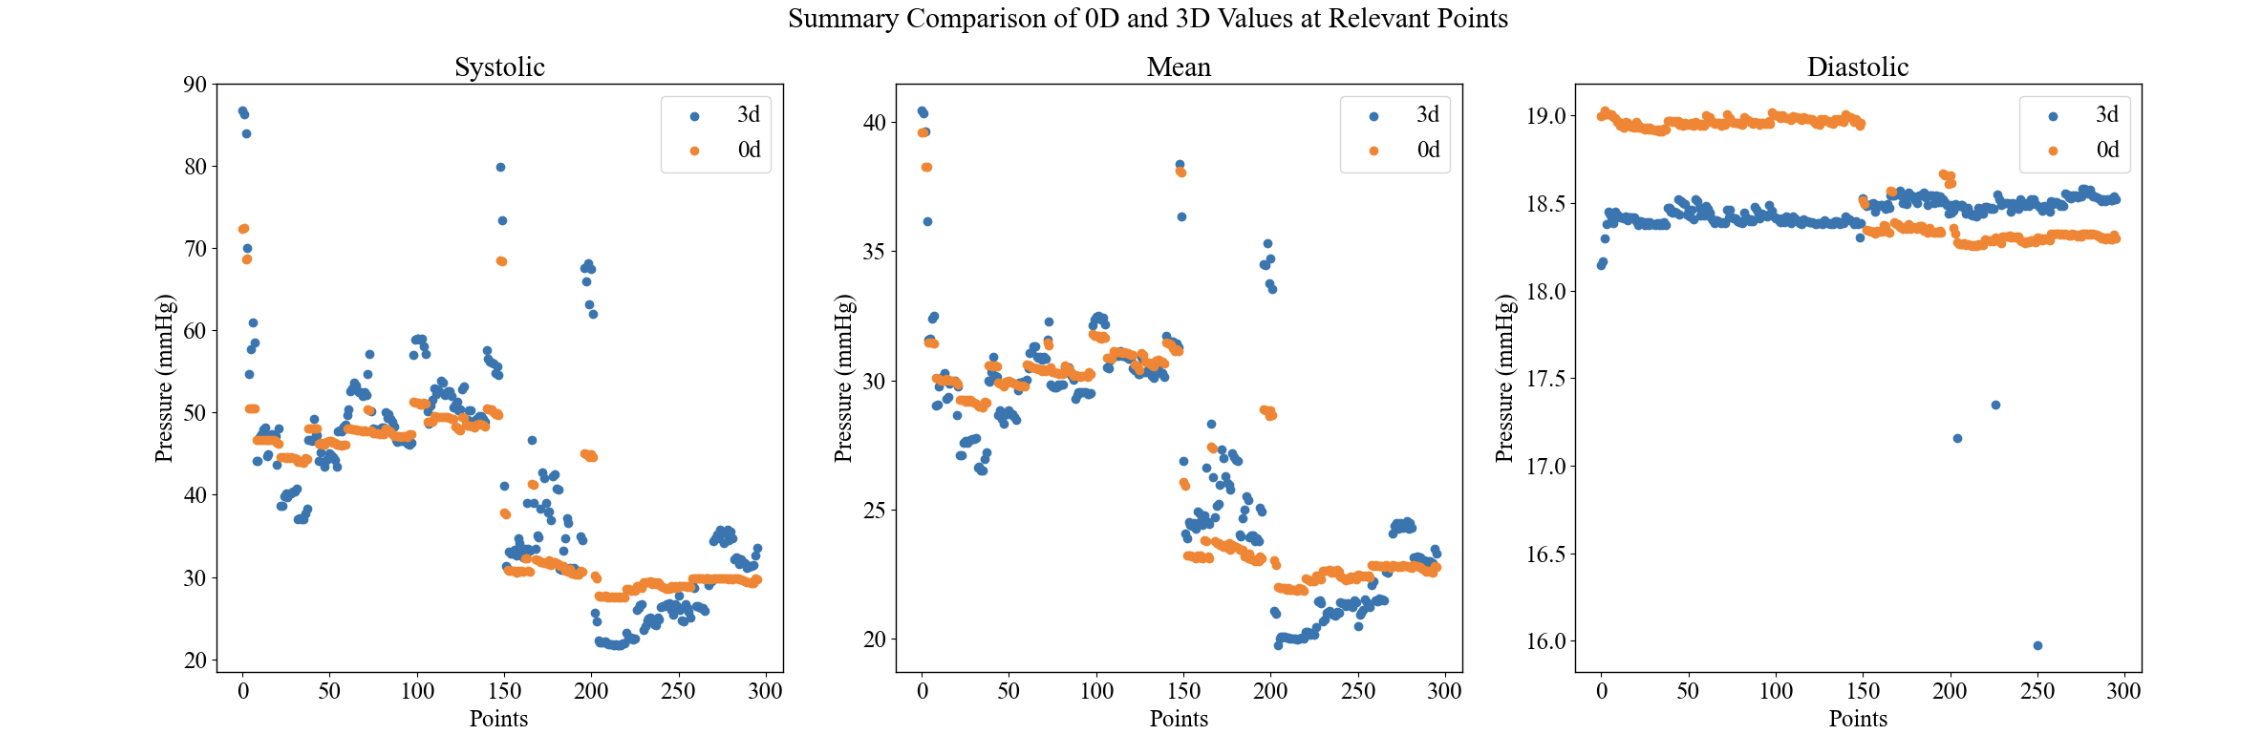 Summary Comparison of 0D and 3D Values at Relevant Points
Systolic
90
80
70
60
50
40
30
20
0 50 100 150 200 250 300
Pressure (mmHg)
Points
3d
0d
Mean
40
35
30
25
20
0 50 100 150 200 250 300
Pressure (mmHg)
Points
3d
0d
Diastolic
19.0
18.5
18.0
17.5
17.0
16.5
16.0
0 50 100 150 200 250 300
Pressure (mmHg)
Points
3d
0d